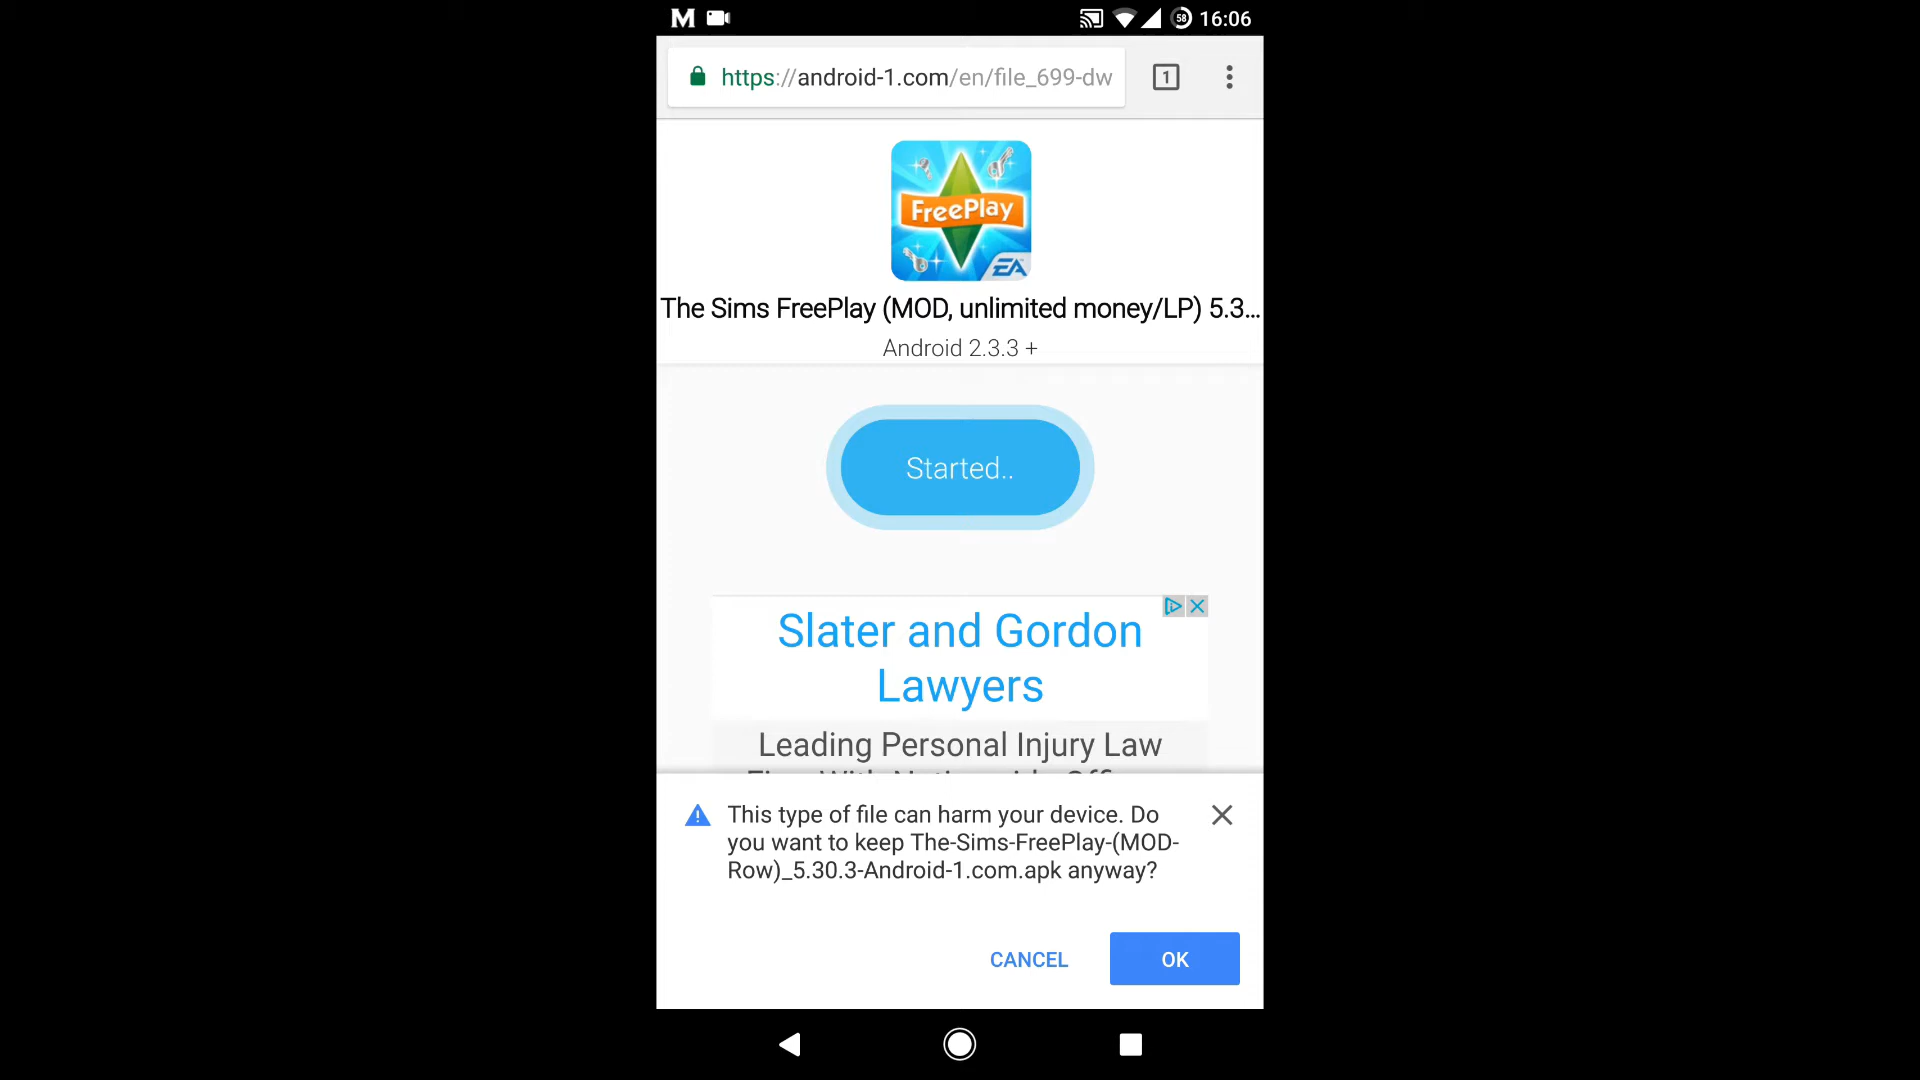 M 58 16:06
https://android-1.com/en/file_699-dw 1
FreePlay
EA
The Sims FreePlay (MOD, unlimited money/LP) 5.3...
Android 2.3.3 +
Started..
Slater and Gordon
Lawyers
Leading Personal Injury Law
This type of file can harm your device. Do
you want to keep The-Sims-FreePlay-(MOD-
Row)_5.30.3-Android-1.com.apk anyway?
CANCEL OK